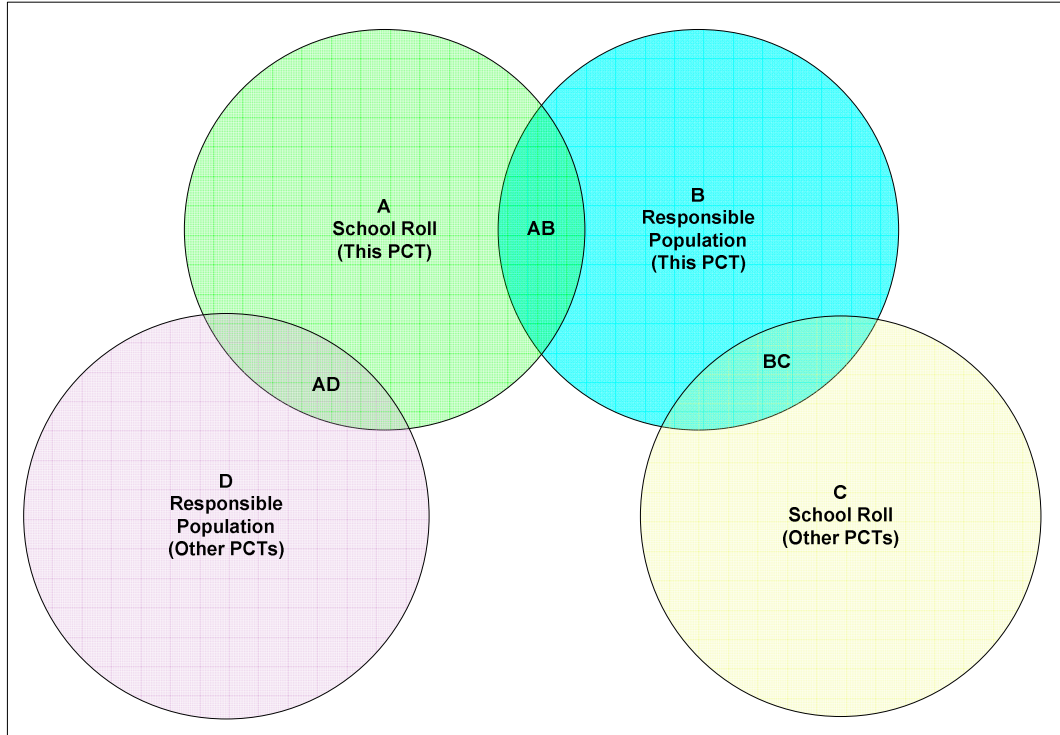 A
School Roll
(This PCT)
AB
B
Responsible
Population
(This PCT)
AD
BC
D
Responsible
Population
(Other PCTs)
C
School Roll
(Other PCTs)